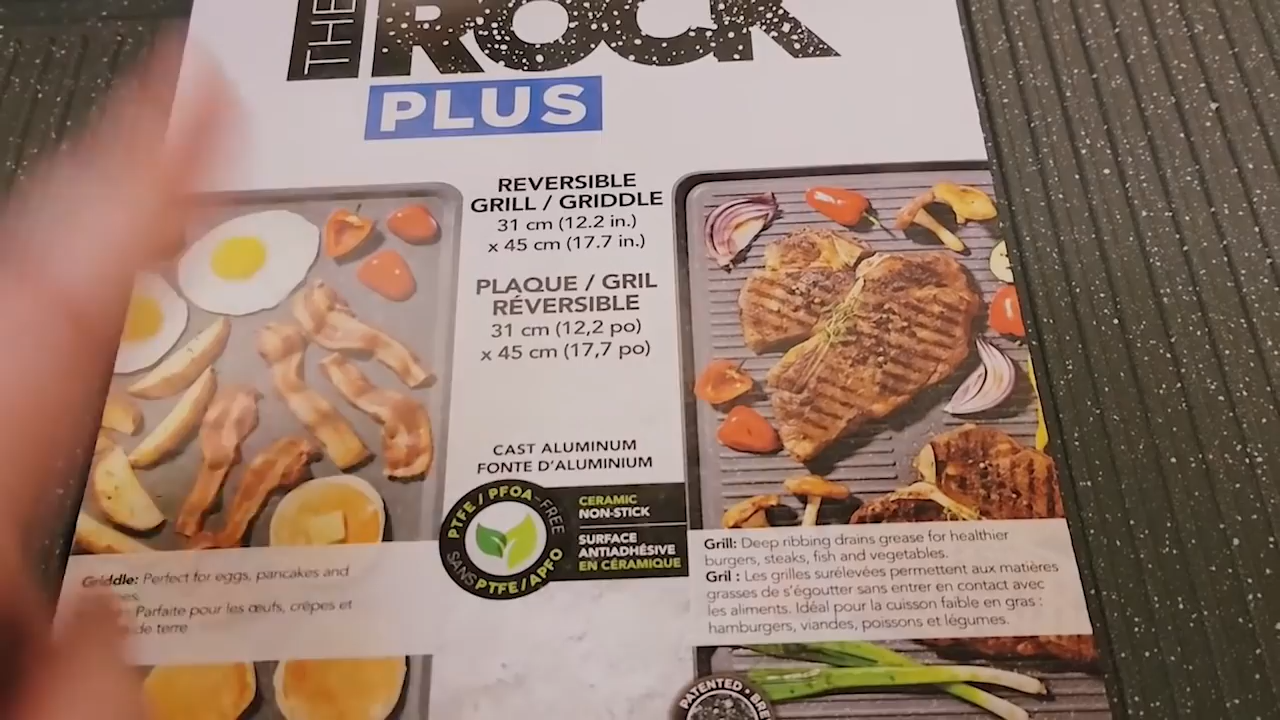 THE ROCK
PLUS
REVERSIBLE
GRILL / GRIDDLE
31 cm (12.2 in.)
x 45 cm (17.7 in.)
PLAQUE / GRIL
RÉVERSIBLE
31 cm (12,2 po)
x 45 cm (17,7 po)
CAST ALUMINUM
FONTE D'ALUMINIUM
PTFE / PFOA-FREE
SANS PTFE / APFO
CERAMIC
NON-STICK
SURFACE
ANTIADHÉSIVE
EN CÉRAMIQUE
Griddle: Perfect for eggs, pancakes and
Parfaite pour les œufs, crêpes et
de terre
Grill: Deep ribbing drains grease for healthier
burgers, steaks, fish and vegetables.
Gril : Les grilles surélevées permettent aux matières
grasses de s'égoutter sans entrer en contact avec
les aliments. Idéal pour la cuisson faible en gras :
hamburgers, viandes, poissons et légumes.
PATENTED •